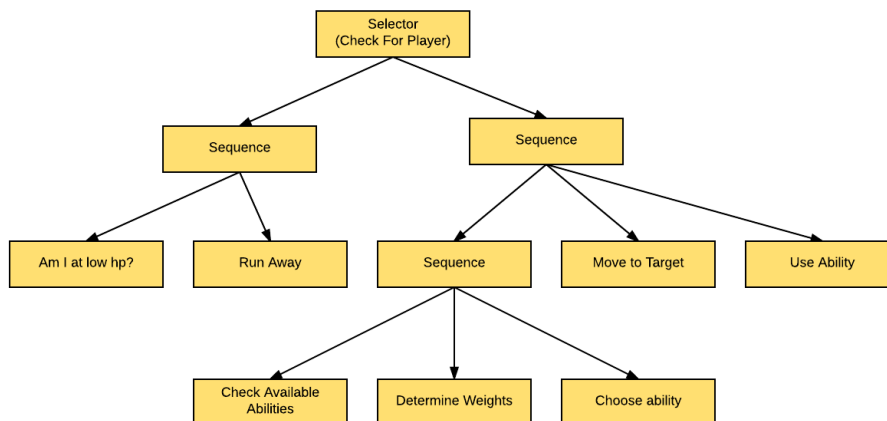 Selector
(Check For Player)
Sequence
Sequence
Am I at low hp?
Run Away
Sequence
Move to Target
Use Ability
Check Available
Abilities
Determine Weights
Choose ability